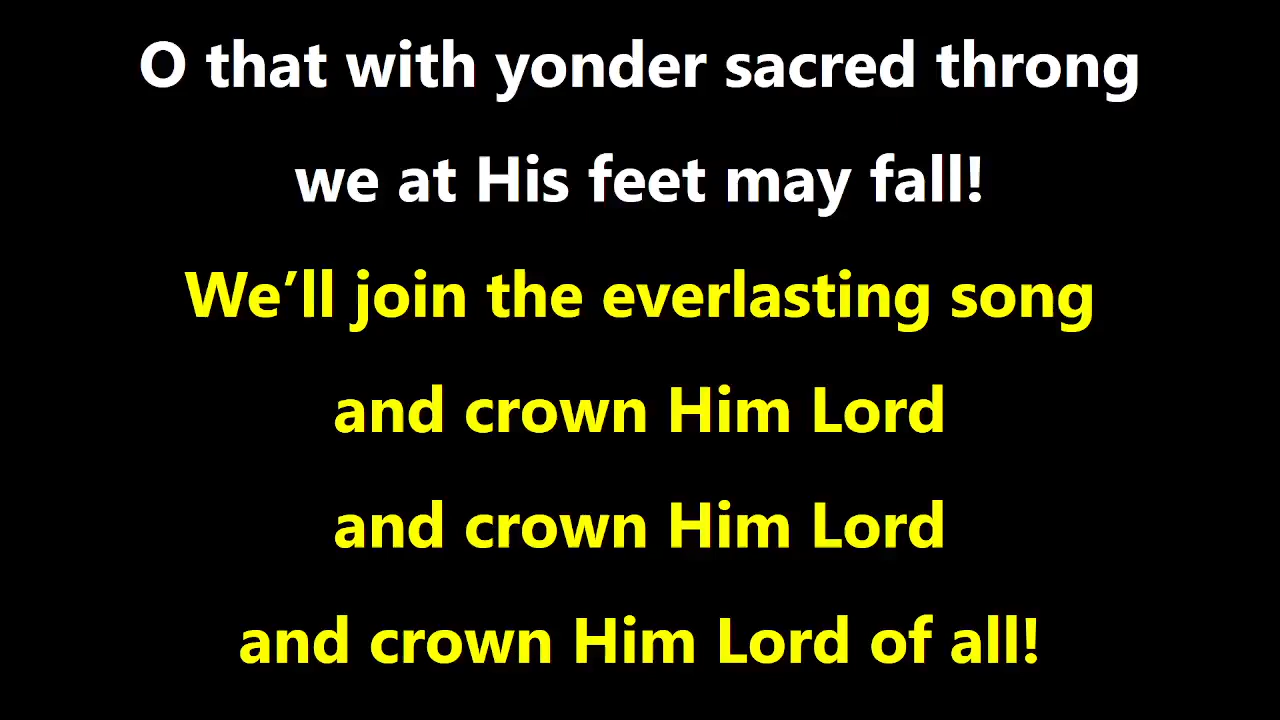 O that with yonder sacred throng
we at His feet may fall!
We’ll join the everlasting song
and crown Him Lord
and crown Him Lord
and crown Him Lord of all!